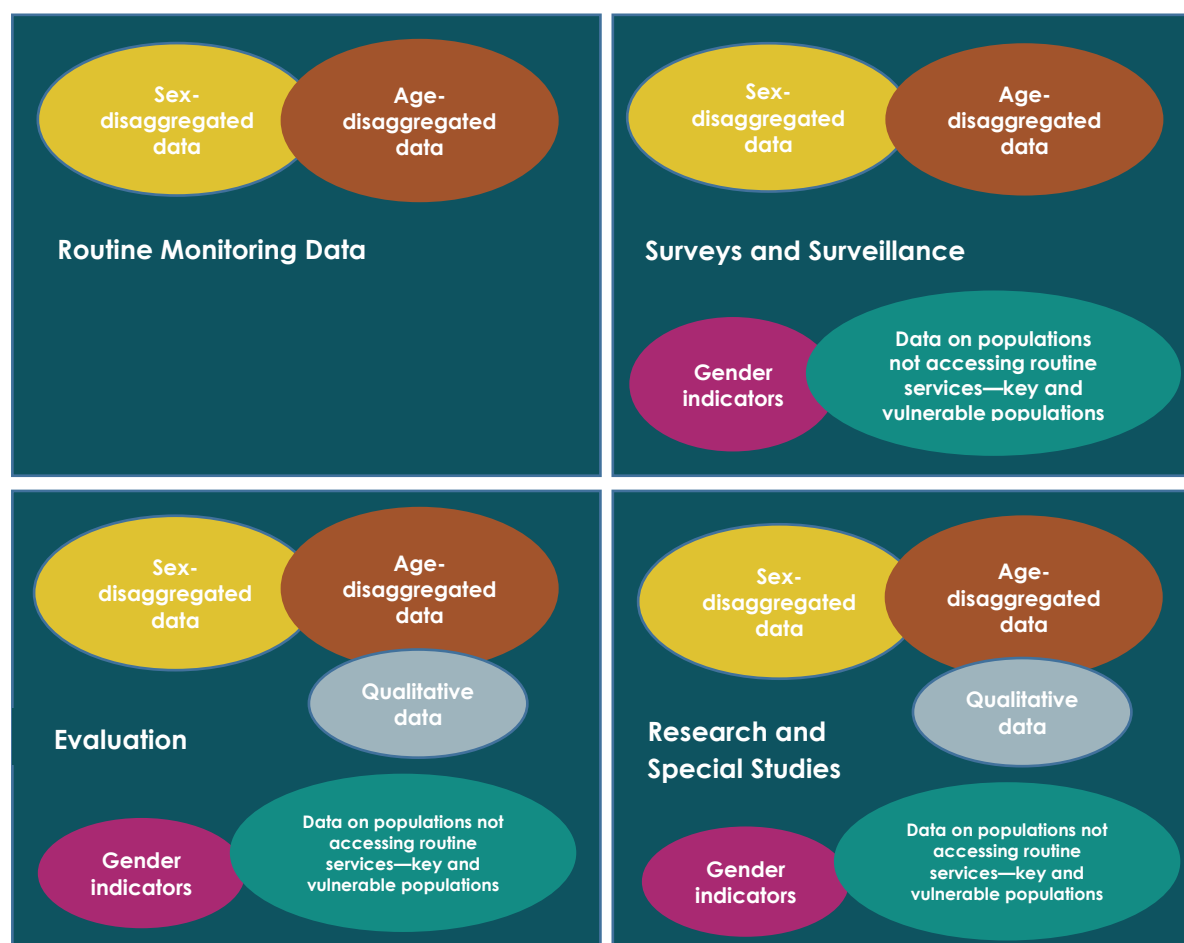 Sex-
disaggregated
data
Age-
disaggregated
data
Routine Monitoring Data
Sex-
disaggregated
data
Age-
disaggregated
data
Surveys and Surveillance
Gender
indicators
Data on populations
not accessing routine
services—key and
vulnerable populations
Sex-
disaggregated
data
Age-
disaggregated
data
Qualitative
data
Evaluation
Gender
indicators
Data on populations not
accessing routine
services—key and
vulnerable populations
Sex-
disaggregated
data
Age-
disaggregated
data
Qualitative
data
Research and
Special Studies
Gender
indicators
Data on populations not
accessing routine
services—key and
vulnerable populations